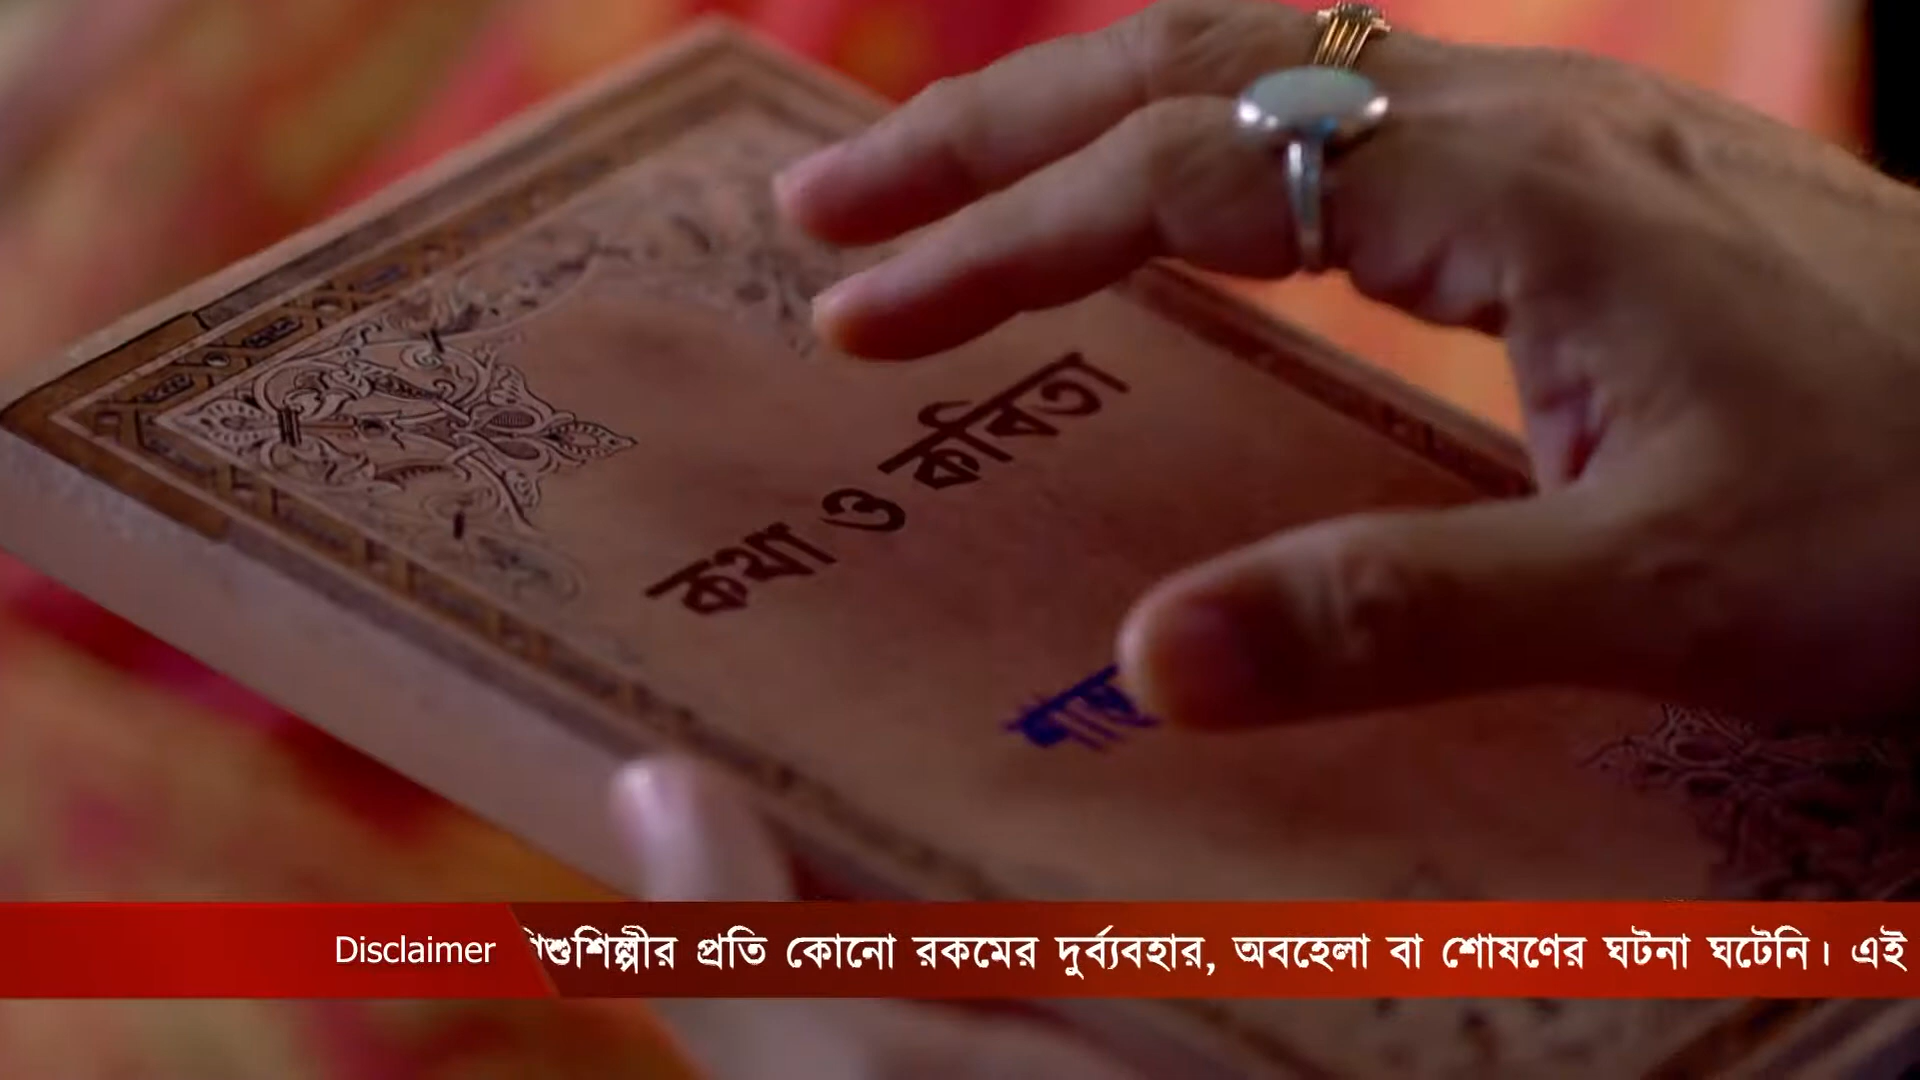 কথা ও কবিতা
Disclaimer
শিশুশিল্পীর প্রতি কোনো রকমের দুর্ব্যবহার, অবহেলা বা শোষণের ঘটনা ঘটেনি। এই